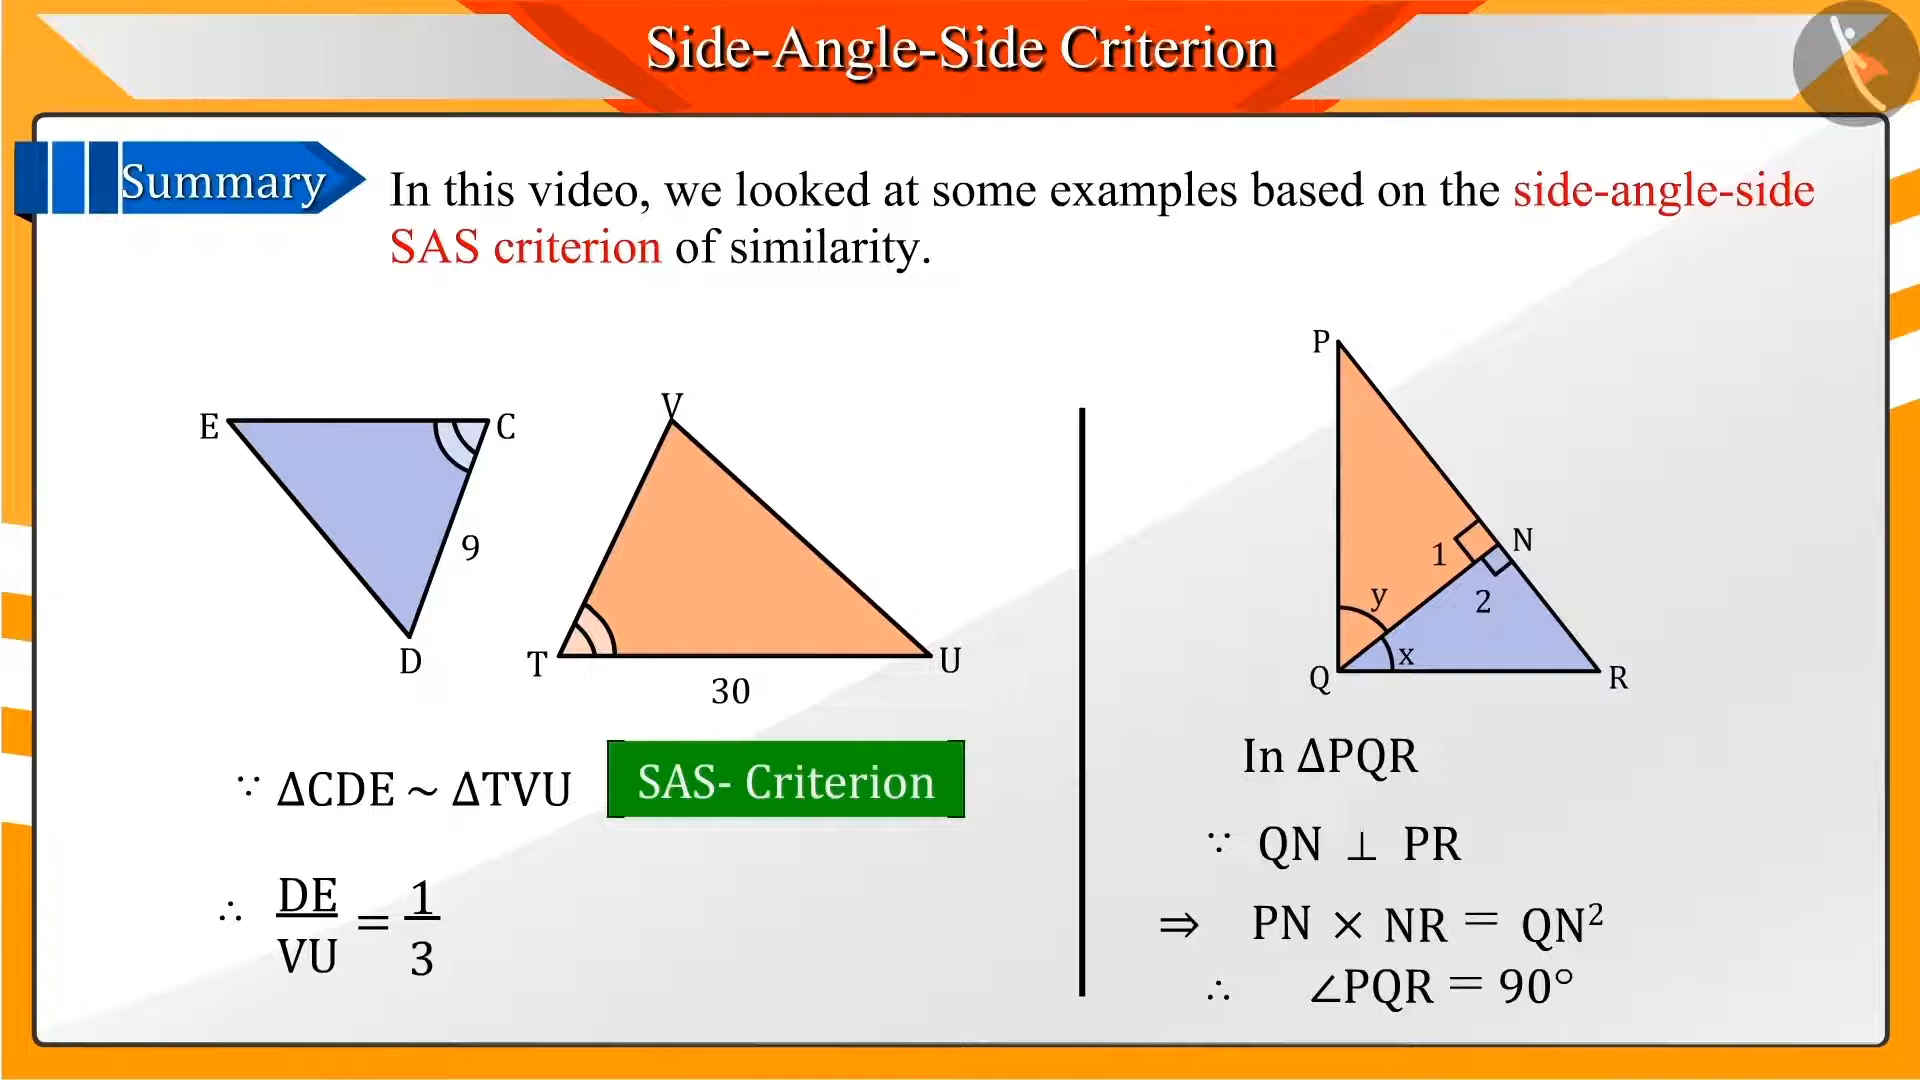 Side-Angle-Side Criterion
Summary
In this video, we looked at some examples based on the side-angle-side
SAS criterion of similarity.
E
C
9
D
V
T
U
30
∵ ΔCDE ~ ΔTVU
SAS- Criterion
∴ DE/VU = 1/3
P
N
1
2
y
x
Q
R
In ΔPQR
∵ QN ⊥ PR
⇒ PN × NR = QN²
∴ ∠PQR = 90°